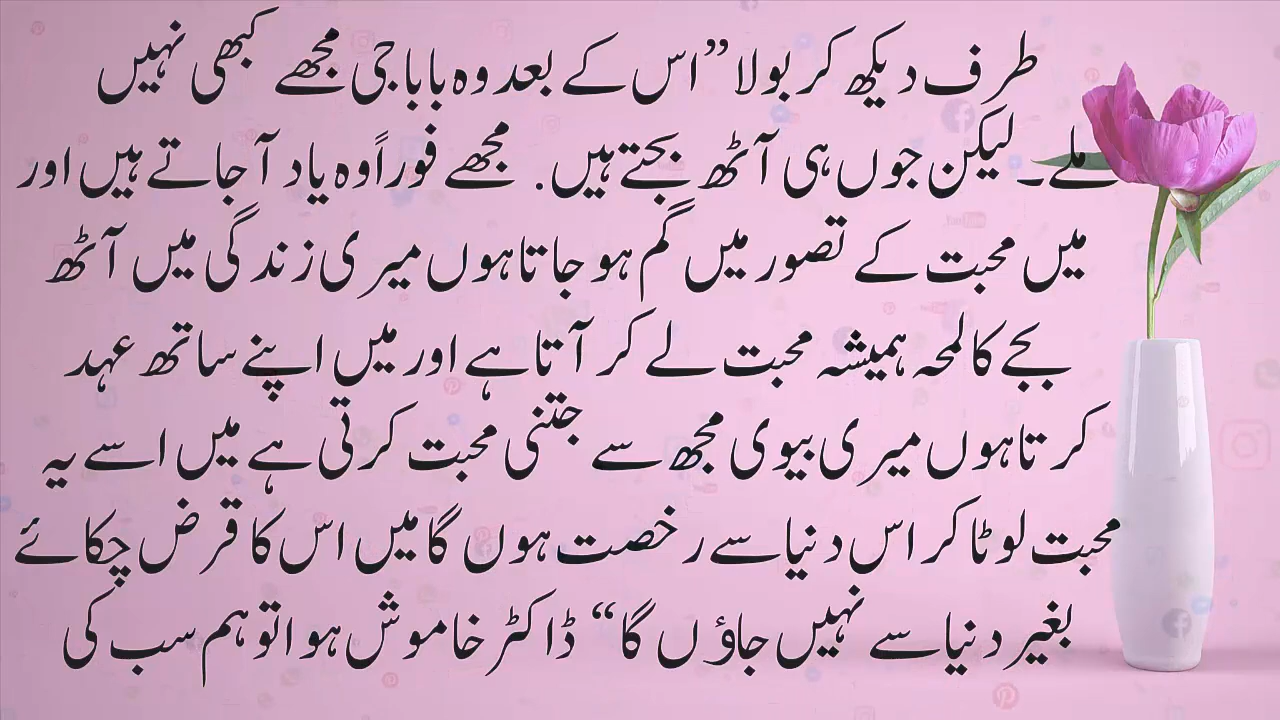 طرف دیکھ کر بولا ”اس کے بعد وہ بابا جی مجھے کبھی نہیں
ملے۔ لیکن جوں ہی آٹھ بجتے ہیں. مجھے فوراً وہ یاد آ جاتے ہیں اور
میں محبت کے تصور میں گم ہو جاتا ہوں میری زندگی میں آٹھ
بجے کا لمحہ ہمیشہ محبت لے کر آتا ہے اور میں اپنے ساتھ عہد
کرتا ہوں میری بیوی مجھ سے جتنی محبت کرتی ہے میں اسے یہ
محبت لوٹا کر اس دنیا سے رخصت ہوں گا میں اس کا قرض چکائے
بغیر دنیا سے نہیں جاؤں گا“ ڈاکٹر خاموش ہوا تو ہم سب کی